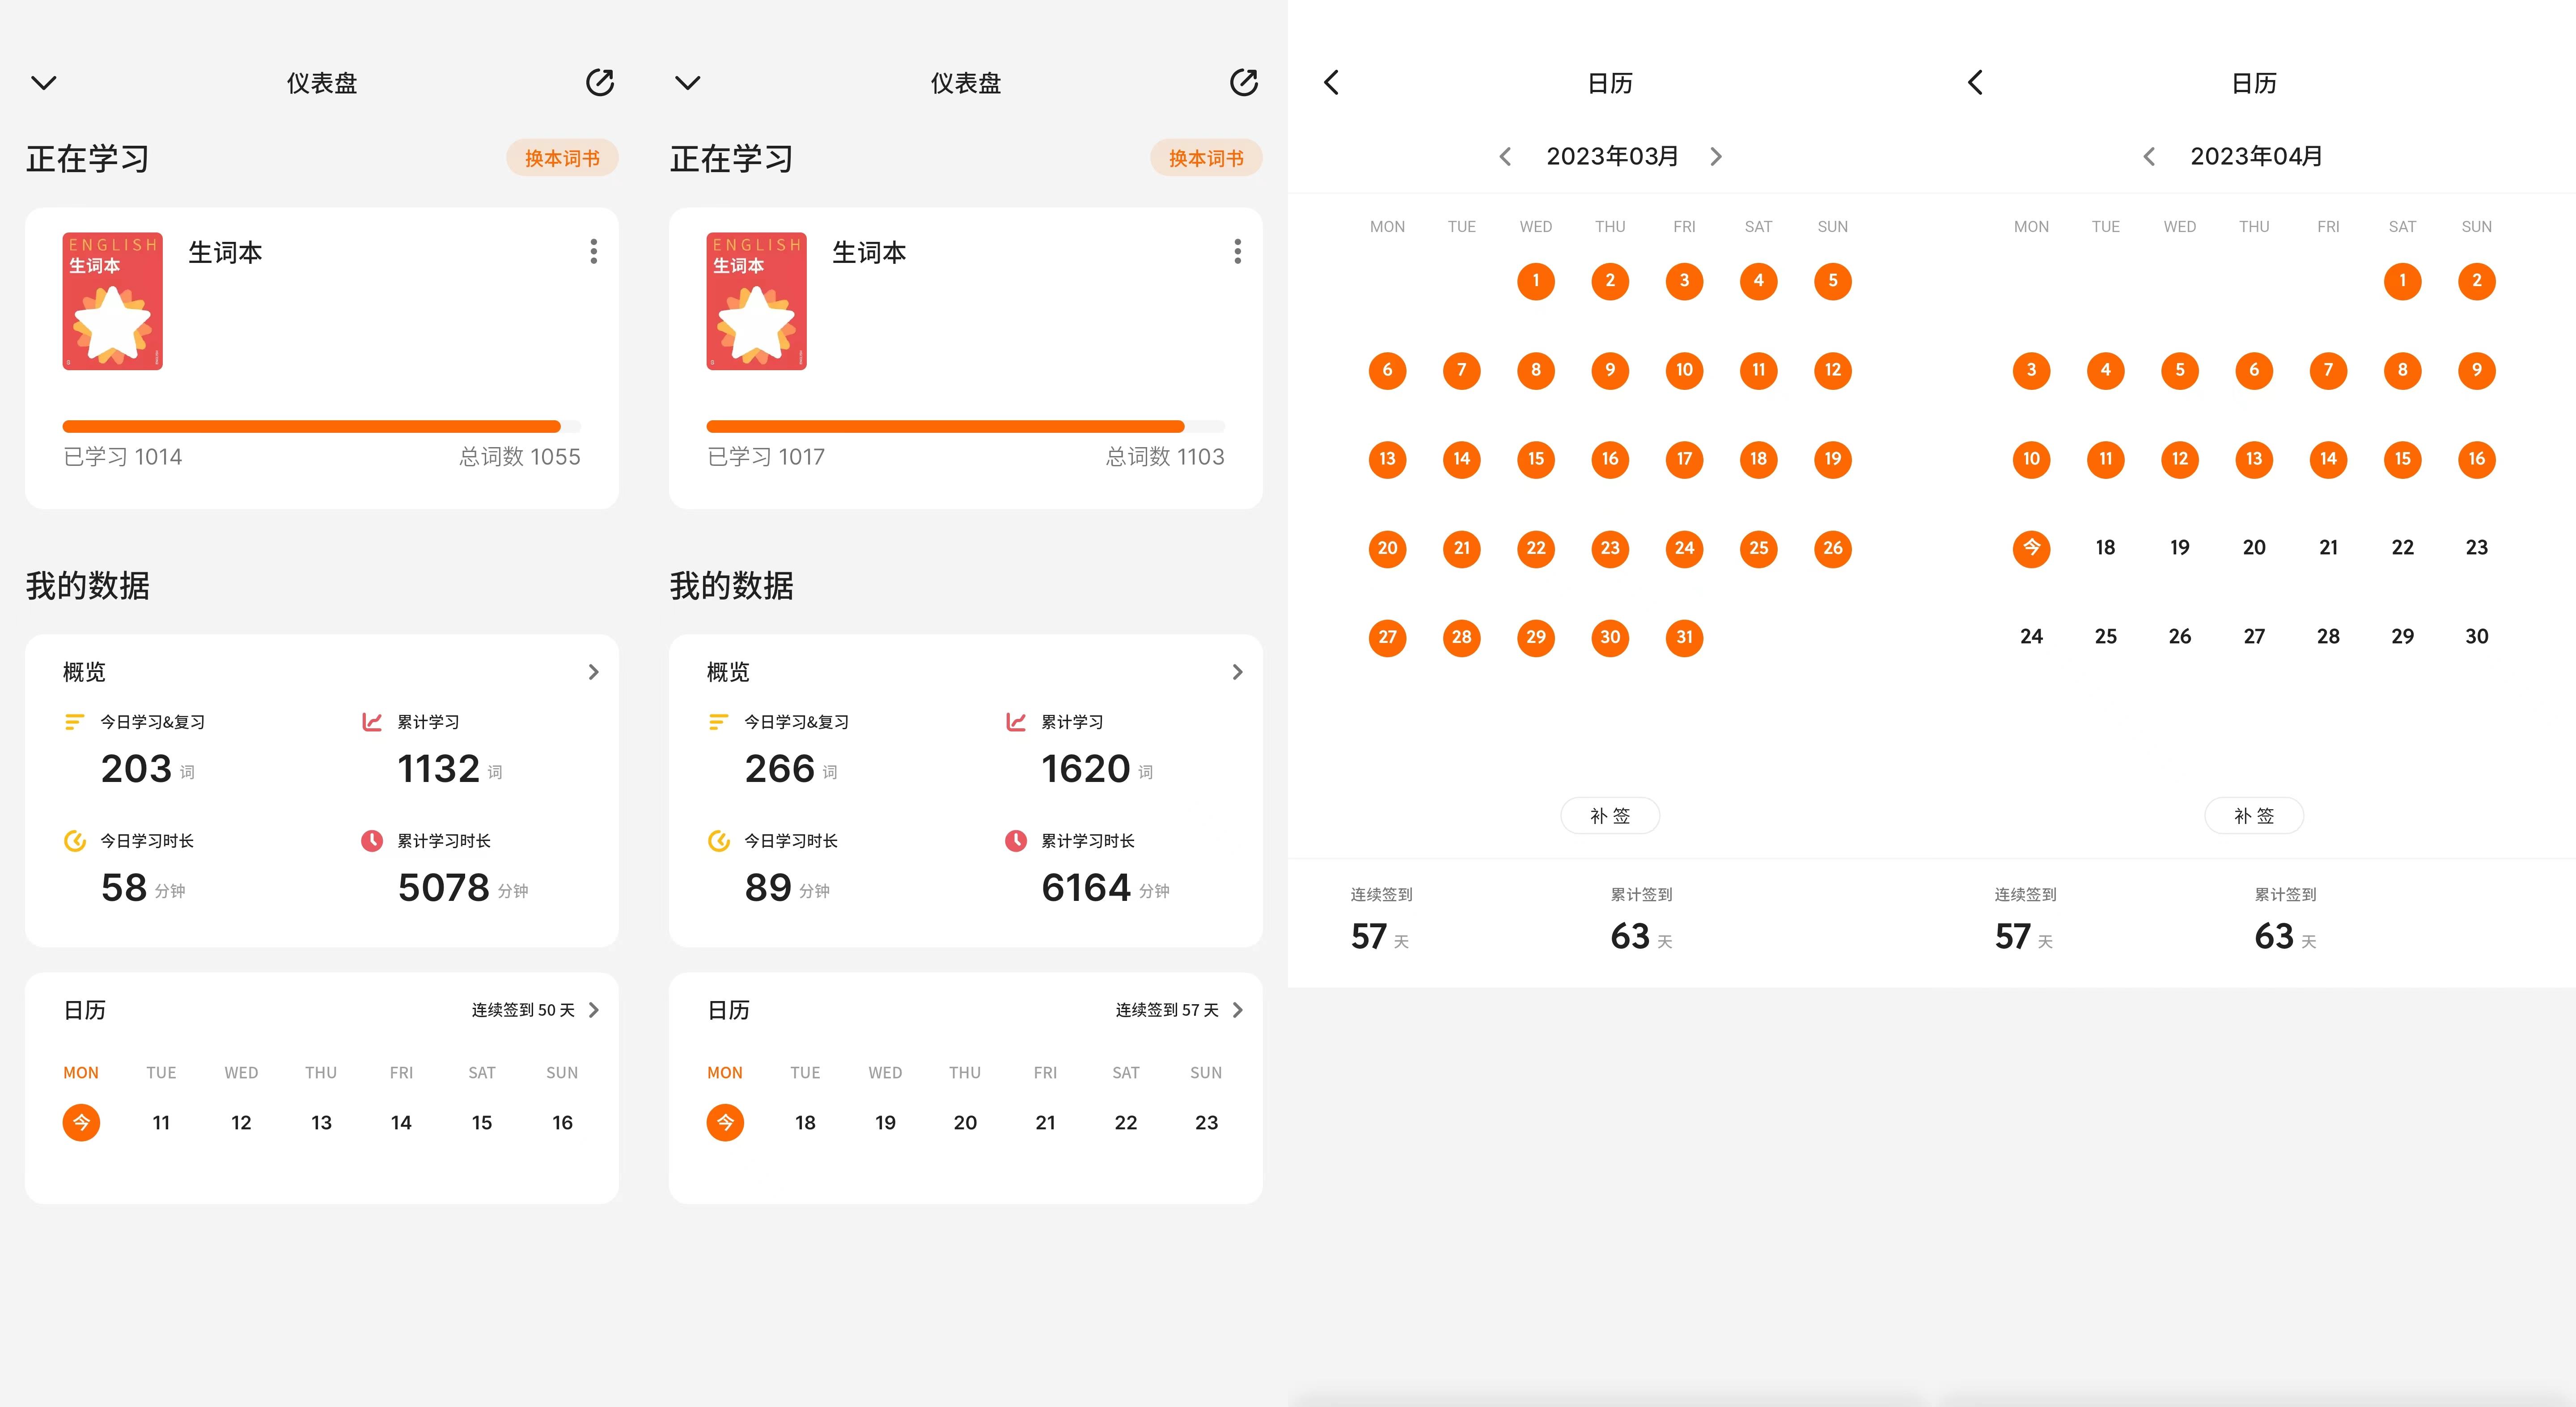 仪表盘
正在学习
换本词书
ENGLISH
生词本
生词本
已学习 1014
总词数 1055
我的数据
概览
今日学习&复习
累计学习
203 词
1132 词
今日学习时长
累计学习时长
58 分钟
5078 分钟
日历
连续签到 50 天
MON TUE WED THU FRI SAT SUN
今 11 12 13 14 15 16
仪表盘
正在学习
换本词书
ENGLISH
生词本
生词本
已学习 1017
总词数 1103
我的数据
概览
今日学习&复习
累计学习
266 词
1620 词
今日学习时长
累计学习时长
89 分钟
6164 分钟
日历
连续签到 57 天
MON TUE WED THU FRI SAT SUN
今 18 19 20 21 22 23
日历
2023年03月
MON TUE WED THU FRI SAT SUN
1 2 3 4 5
6 7 8 9 10 11 12
13 14 15 16 17 18 19
20 21 22 23 24 25 26
27 28 29 30 31
补签
连续签到
累计签到
57 天
63 天
日历
2023年04月
MON TUE WED THU FRI SAT SUN
1 2
3 4 5 6 7 8 9
10 11 12 13 14 15 16
今 18 19 20 21 22 23
24 25 26 27 28 29 30
补签
连续签到
累计签到
57 天
63 天